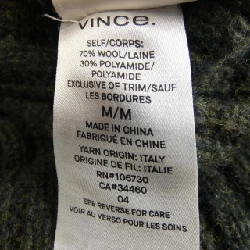 VINCE.
SELF/CORPS:
70% WOOL/LAINE
30% POLYAMIDE/
POLYAMIDE
EXCLUSIVE OF TRIM/SAUF
LES BORDURES
M/M
MADE IN CHINA
FABRIQUÉ EN CHINE
YARN ORIGIN: ITALY
ORIGINE DE FIL: ITALIE
RN#106730
CA#34460
04
SEE REVERSE FOR CARE
VOIR AU VERSO POUR LES SOINS